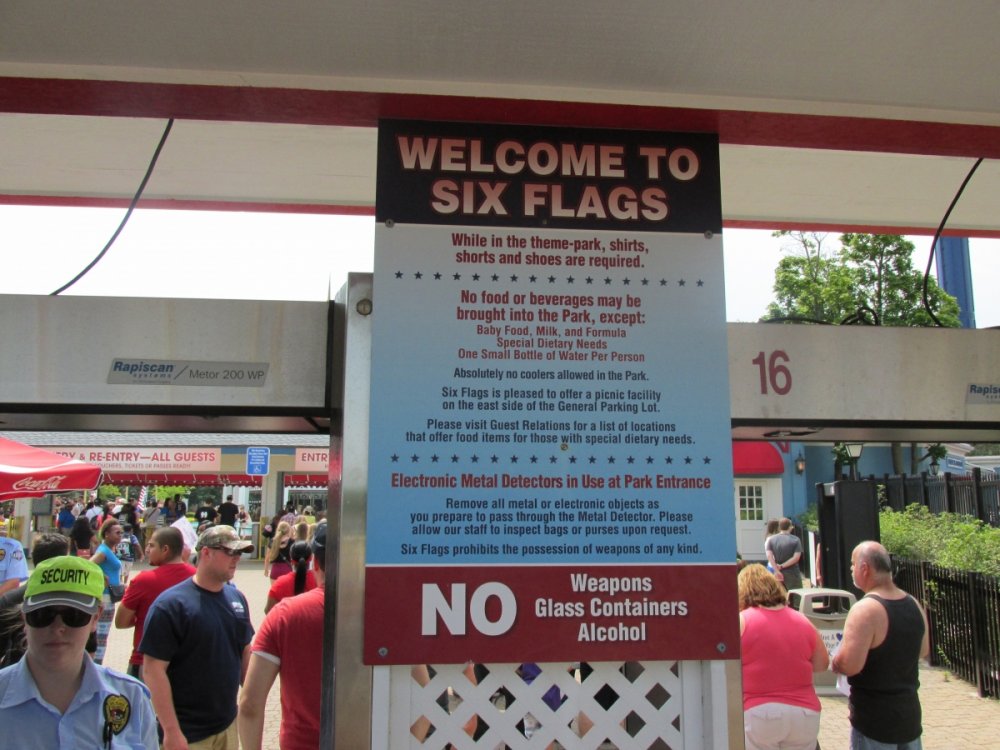 WELCOME TO
SIX FLAGS
While in the theme-park, shirts,
shorts and shoes are required.
No food or beverages may be
brought into the Park, except:
Baby Food, Milk, and Formula
Special Dietary Needs
One Small Bottle of Water Per Person
Absolutely no coolers allowed in the Park.
Six Flags is pleased to offer a picnic facility
on the east side of the General Parking Lot.
Please visit Guest Relations for a list of locations
that offer food items for those with special dietary needs.
Electronic Metal Detectors in Use at Park Entrance
Remove all metal or electronic objects as
you prepare to pass through the Metal Detector. Please
allow our staff to inspect bags or purses upon request.
Six Flags prohibits the possession of weapons of any kind.
NO
Weapons
Glass Containers
Alcohol
Rapiscan
systems / Metor 200 WP
16
& RE-ENTRY—ALL GUESTS
TICKETS OR PASSES READY
Coca-Cola
SECURITY